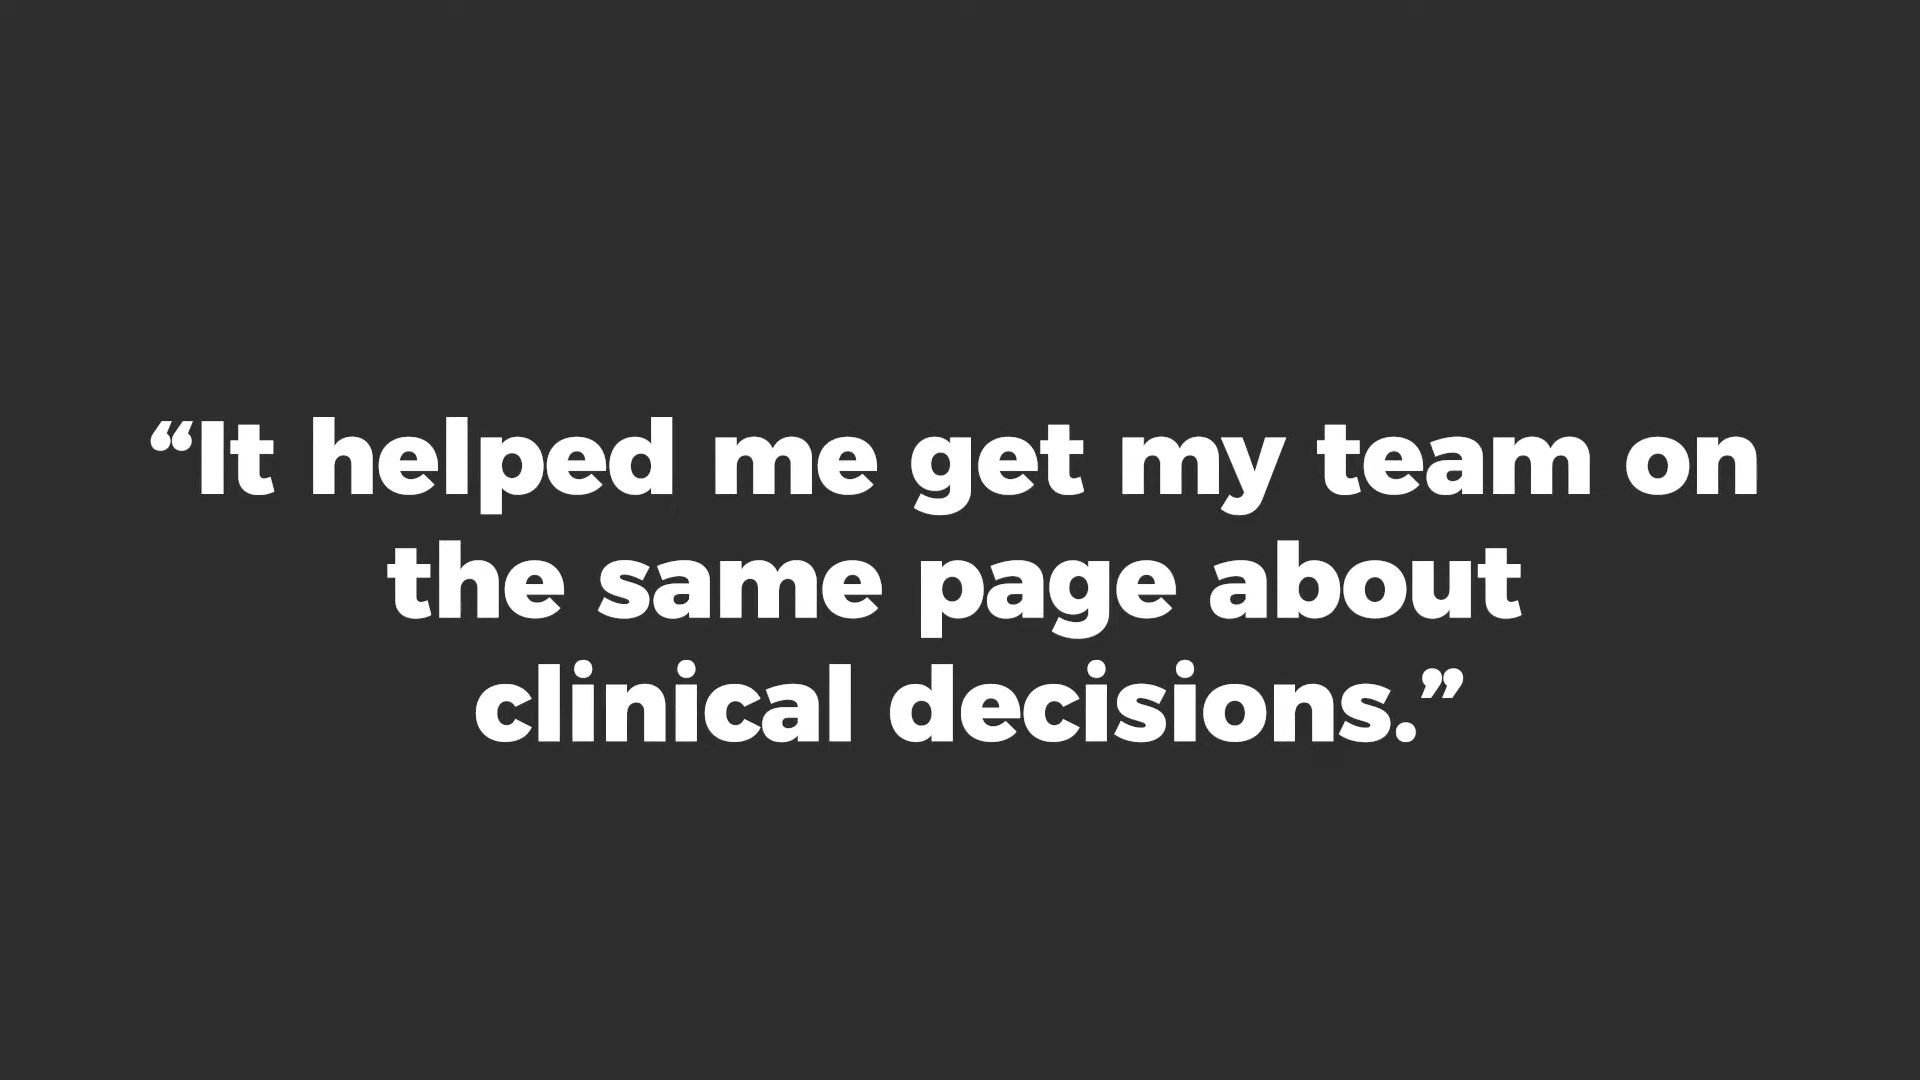 “It helped me get my team on
the same page about
clinical decisions.”